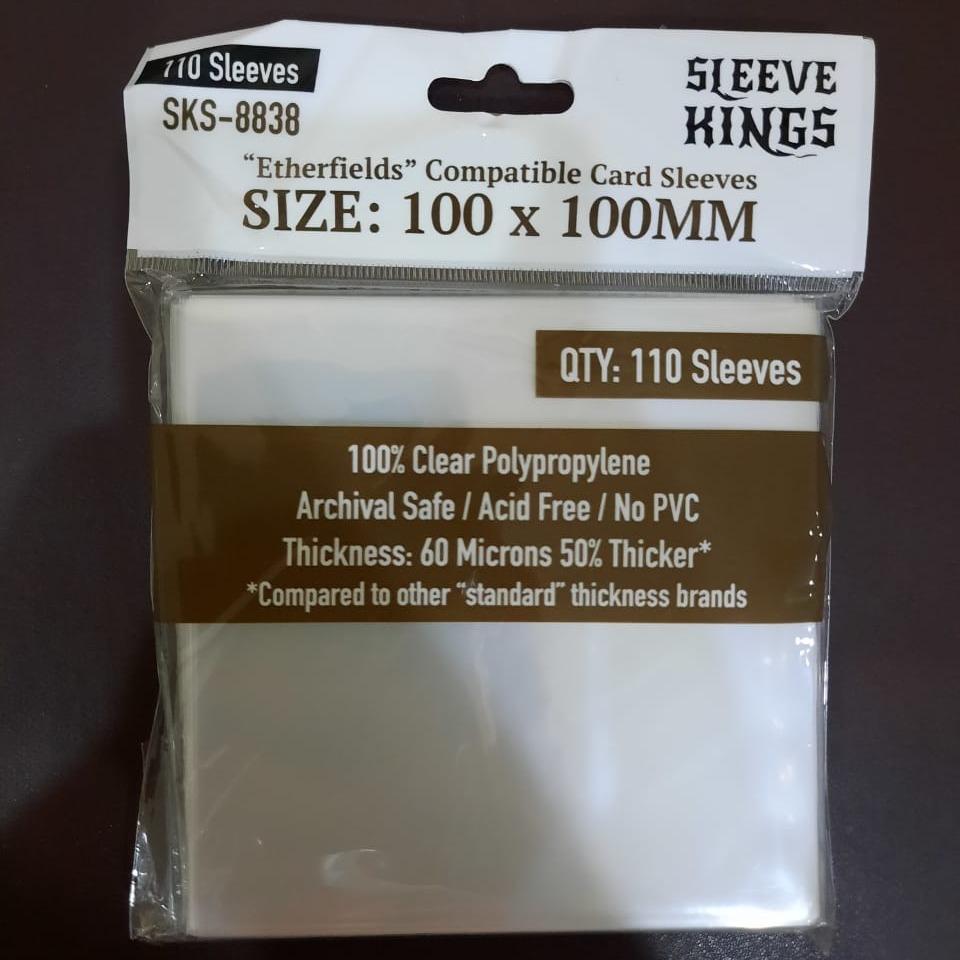 110 Sleeves
SKS-8838
SLEEVE
KINGS
“Etherfields” Compatible Card Sleeves
SIZE: 100 x 100MM
QTY: 110 Sleeves
100% Clear Polypropylene
Archival Safe / Acid Free / No PVC
Thickness: 60 Microns 50% Thicker*
*Compared to other “standard” thickness brands